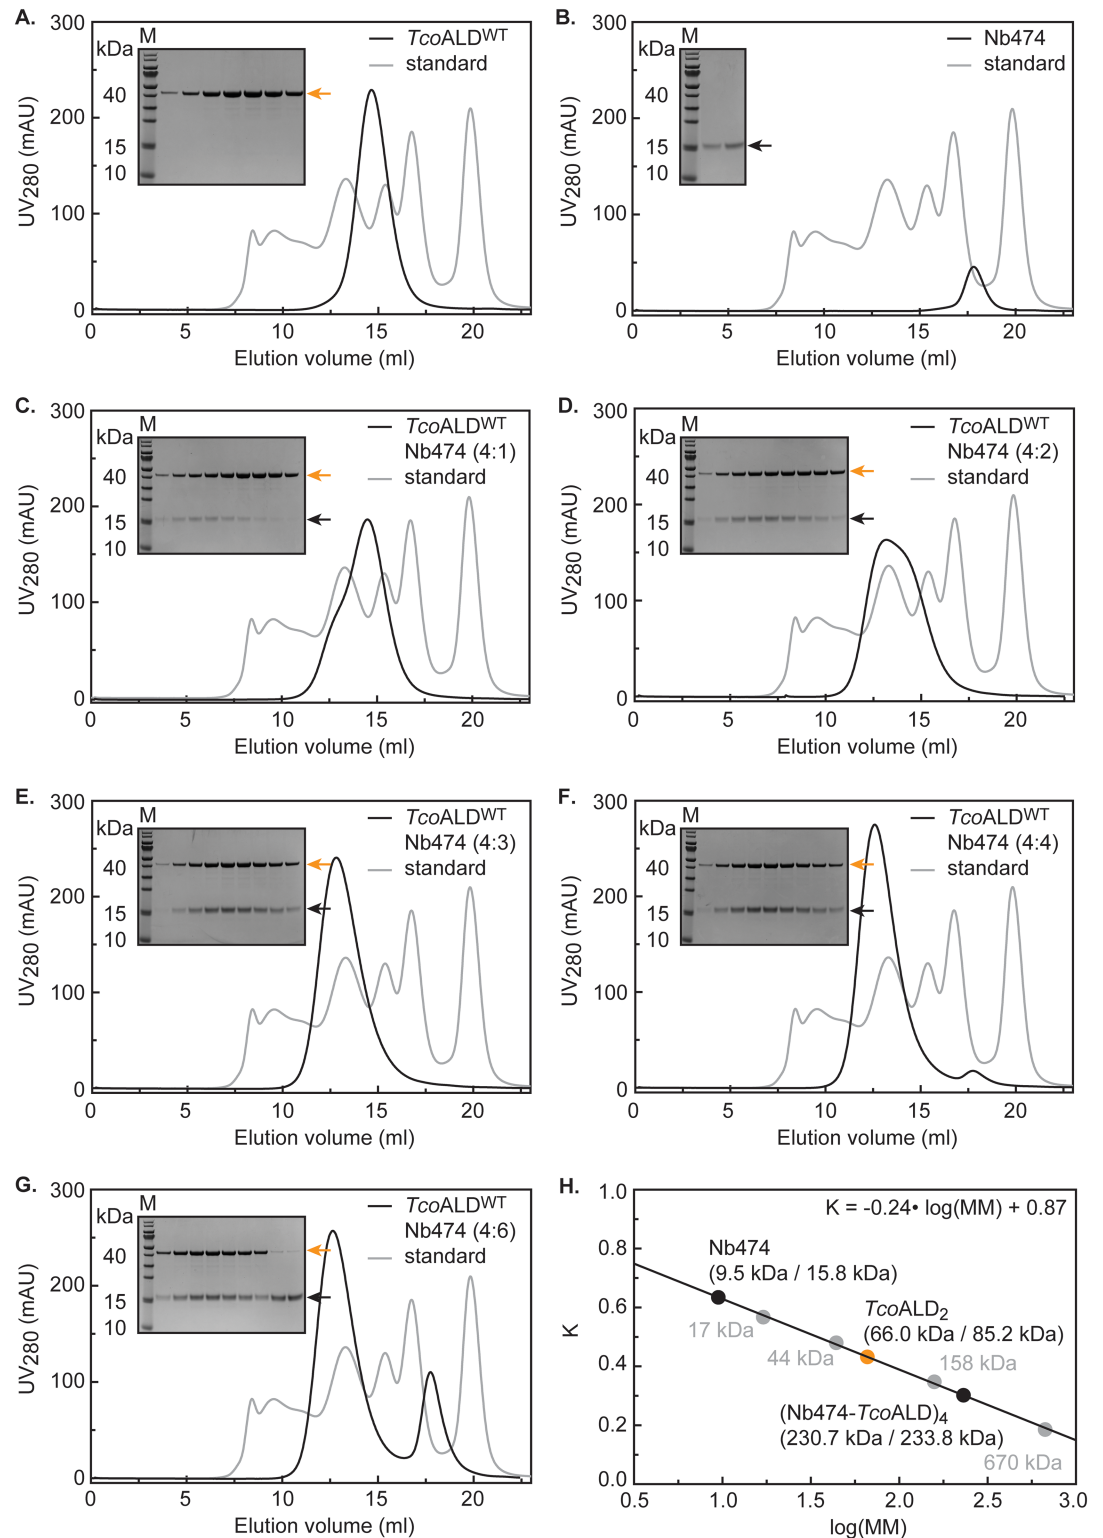 A.
300
200
100
0
UV280 (mAU)
M
kDa
40
15
10
TcoALDWT
standard
0 5 10 15 20
Elution volume (ml)
B.
300
200
100
0
UV280 (mAU)
M
kDa
40
15
10
Nb474
standard
0 5 10 15 20
Elution volume (ml)
C.
300
200
100
0
UV280 (mAU)
M
kDa
40
15
10
TcoALDWT
Nb474 (4:1)
standard
0 5 10 15 20
Elution volume (ml)
D.
300
200
100
0
UV280 (mAU)
M
kDa
40
15
10
TcoALDWT
Nb474 (4:2)
standard
0 5 10 15 20
Elution volume (ml)
E.
300
200
100
0
UV280 (mAU)
M
kDa
40
15
10
TcoALDWT
Nb474 (4:3)
standard
0 5 10 15 20
Elution volume (ml)
F.
300
200
100
0
UV280 (mAU)
M
kDa
40
15
10
TcoALDWT
Nb474 (4:4)
standard
0 5 10 15 20
Elution volume (ml)
G.
300
200
100
0
UV280 (mAU)
M
kDa
40
15
10
TcoALDWT
Nb474 (4:6)
standard
0 5 10 15 20
Elution volume (ml)
H.
1.0
0.8
0.6
0.4
0.2
0.0
K
K = -0.24• log(MM) + 0.87
Nb474
(9.5 kDa / 15.8 kDa)
17 kDa
44 kDa
TcoALD2
(66.0 kDa / 85.2 kDa)
158 kDa
(Nb474-TcoALD)4
(230.7 kDa / 233.8 kDa)
670 kDa
0.5 1.0 1.5 2.0 2.5 3.0
log(MM)